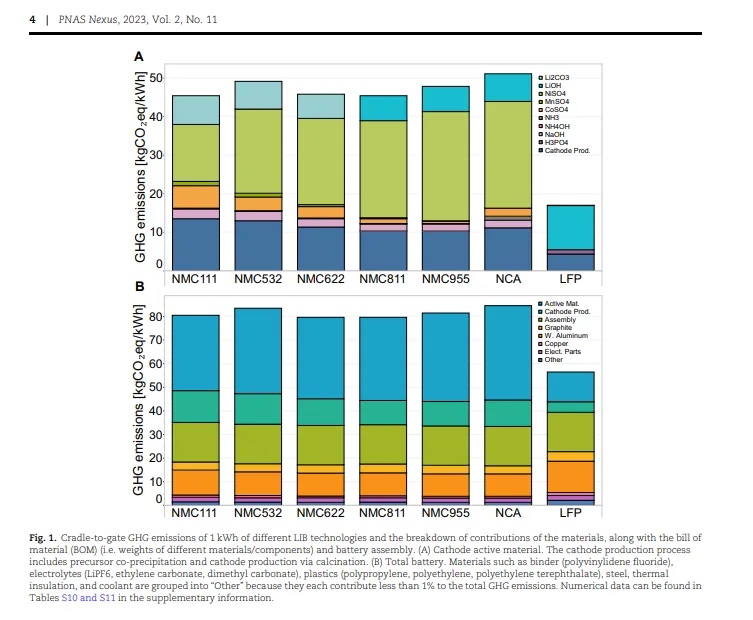 4 | PNAS Nexus, 2023, Vol. 2, No. 11
A
GHG emissions [kgCO₂eq/kWh]
50
40
30
20
10
0
Li2CO3
LiOH
NiSO4
MnSO4
CoSO4
NH3
NH4OH
NaOH
H3PO4
Cathode Prod.
NMC111 NMC532 NMC622 NMC811 NMC955 NCA LFP
B
GHG emissions [kgCO₂eq/kWh]
80
70
60
50
40
30
20
10
0
Active Mat.
Cathode Prod.
Assembly
Graphite
W. Aluminum
Copper
Elect. Parts
Other
NMC111 NMC532 NMC622 NMC811 NMC955 NCA LFP
Fig. 1. Cradle-to-gate GHG emissions of 1 kWh of different LIB technologies and the breakdown of contributions of the materials, along with the bill of
material (BOM) (i.e. weights of different materials/components) and battery assembly. (A) Cathode active material. The cathode production process
includes precursor co-precipitation and cathode production via calcination. (B) Total battery. Materials such as binder (polyvinylidene fluoride),
electrolytes (LiPF6, ethylene carbonate, dimethyl carbonate), plastics (polypropylene, polyethylene, polyethylene terephthalate), steel, thermal
insulation, and coolant are grouped into “Other” because they each contribute less than 1% to the total GHG emissions. Numerical data can be found in
Tables S10 and S11 in the supplementary information.